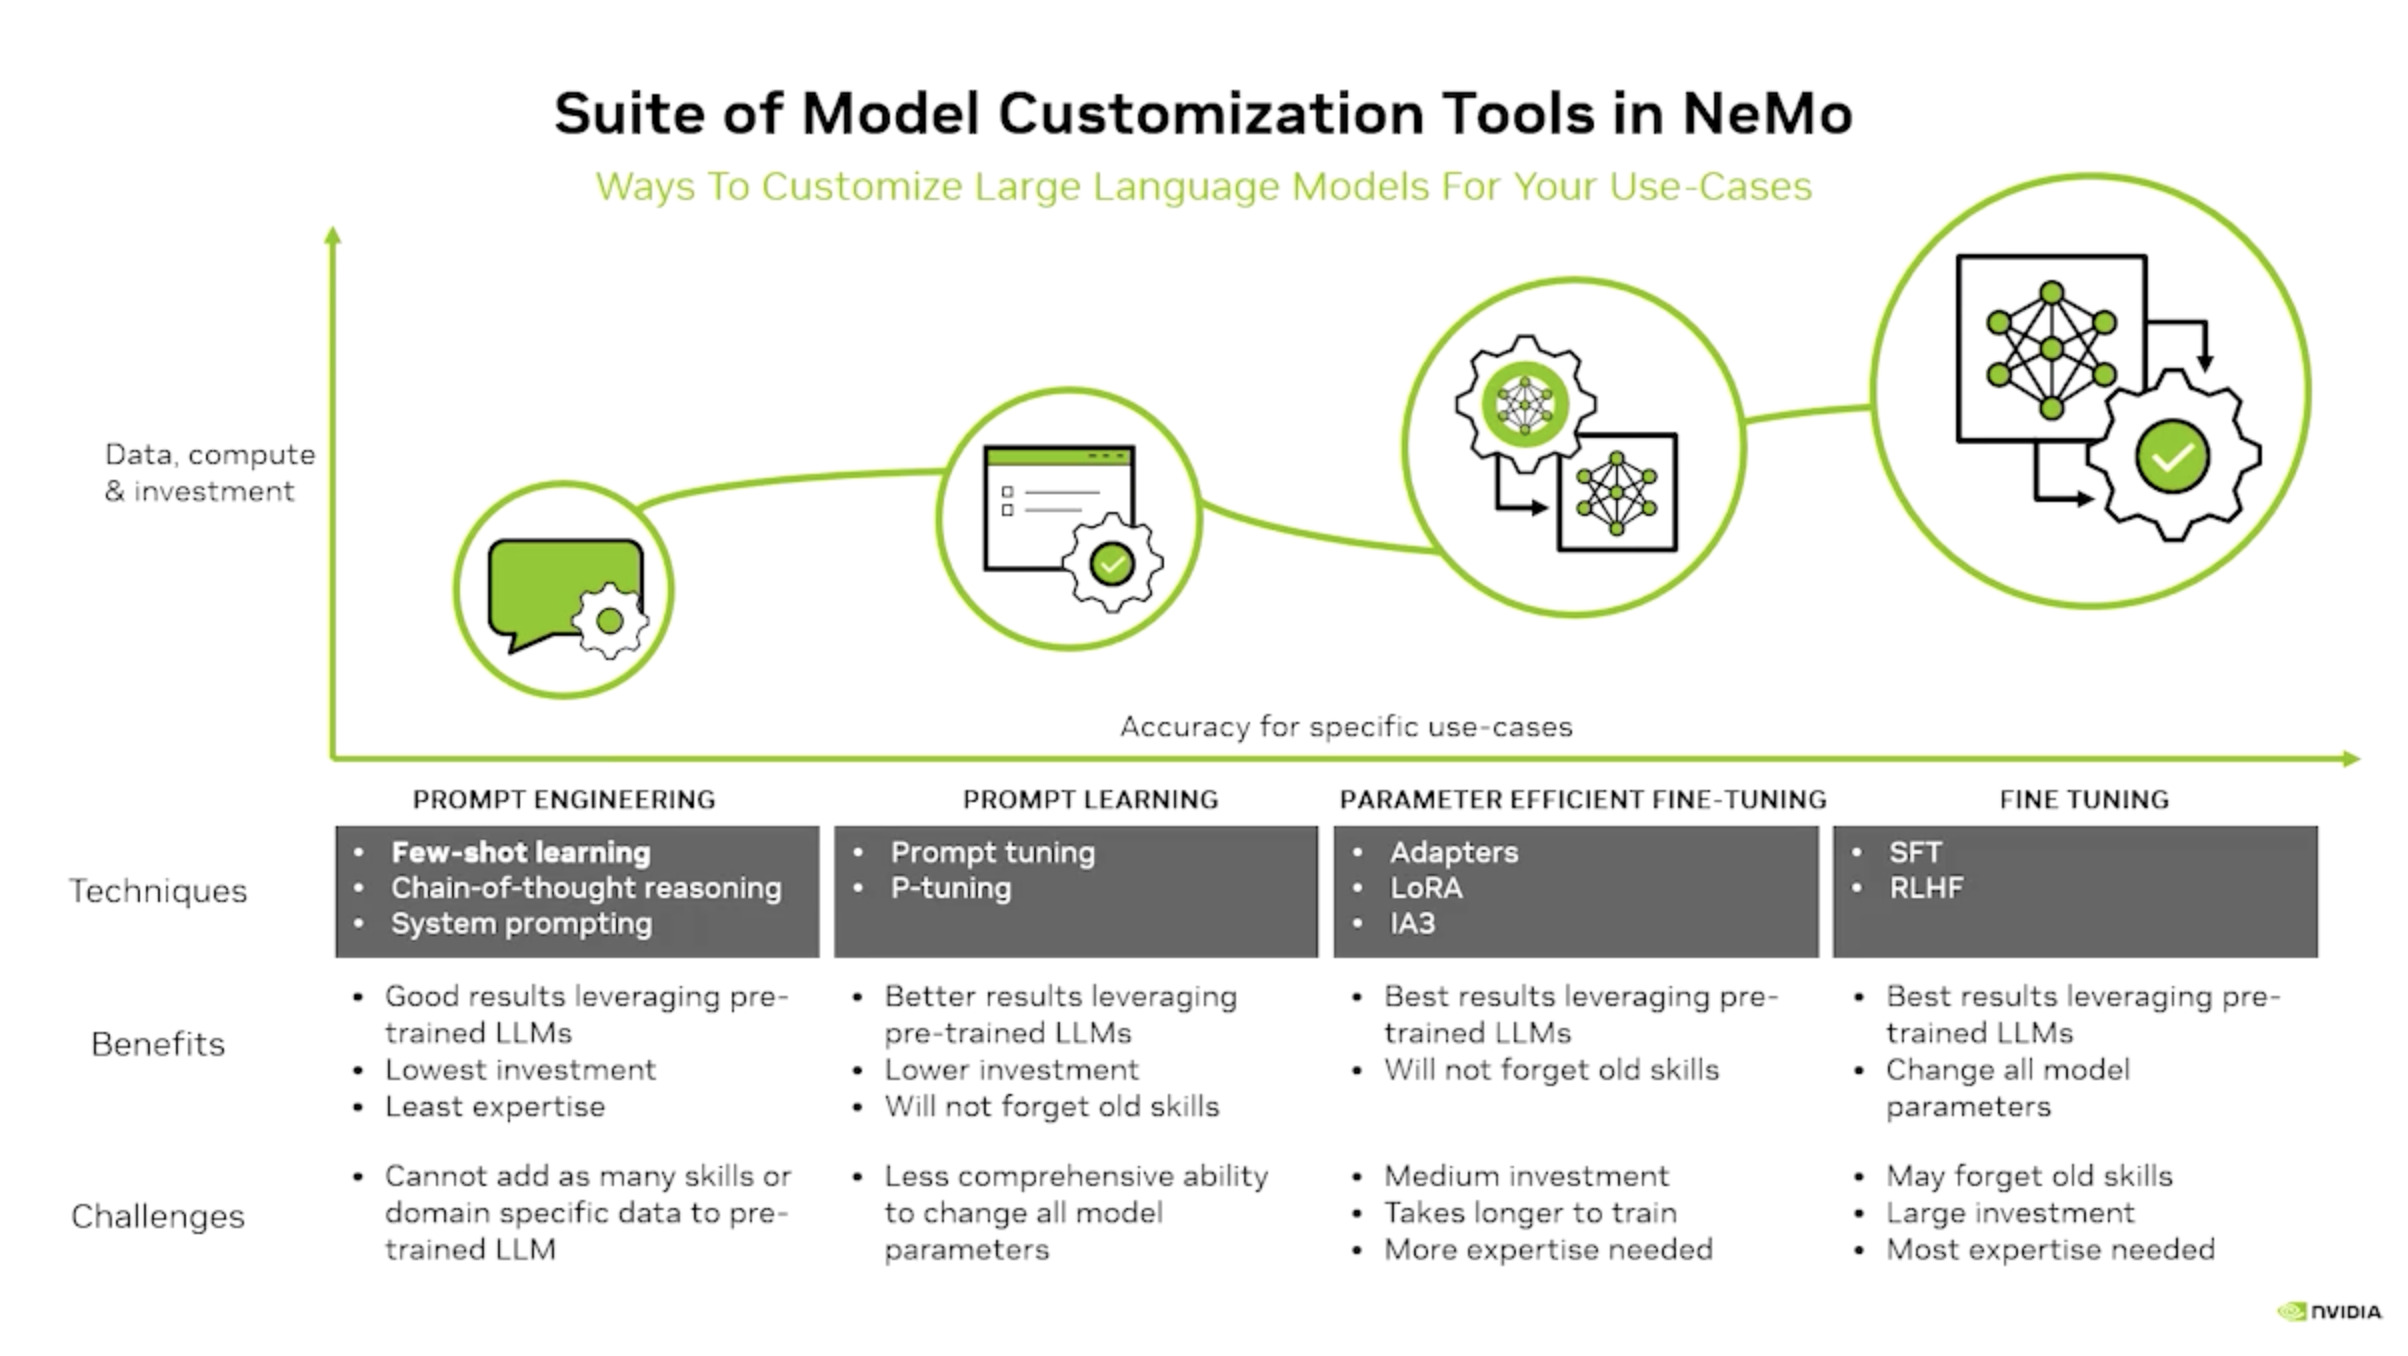 Suite of Model Customization Tools in NeMo
Ways To Customize Large Language Models For Your Use-Cases
Data, compute
& investment
Accuracy for specific use-cases
PROMPT ENGINEERING
PROMPT LEARNING
PARAMETER EFFICIENT FINE-TUNING
FINE TUNING
Techniques
• Few-shot learning
• Chain-of-thought reasoning
• System prompting
• Prompt tuning
• P-tuning
• Adapters
• LoRA
• IA3
• SFT
• RLHF
Benefits
• Good results leveraging pre-
trained LLMs
• Lowest investment
• Least expertise
• Better results leveraging
pre-trained LLMs
• Lower investment
• Will not forget old skills
• Best results leveraging pre-
trained LLMs
• Will not forget old skills
• Best results leveraging pre-
trained LLMs
• Change all model
parameters
Challenges
• Cannot add as many skills or
domain specific data to pre-
trained LLM
• Less comprehensive ability
to change all model
parameters
• Medium investment
• Takes longer to train
• More expertise needed
• May forget old skills
• Large investment
• Most expertise needed
NVIDIA